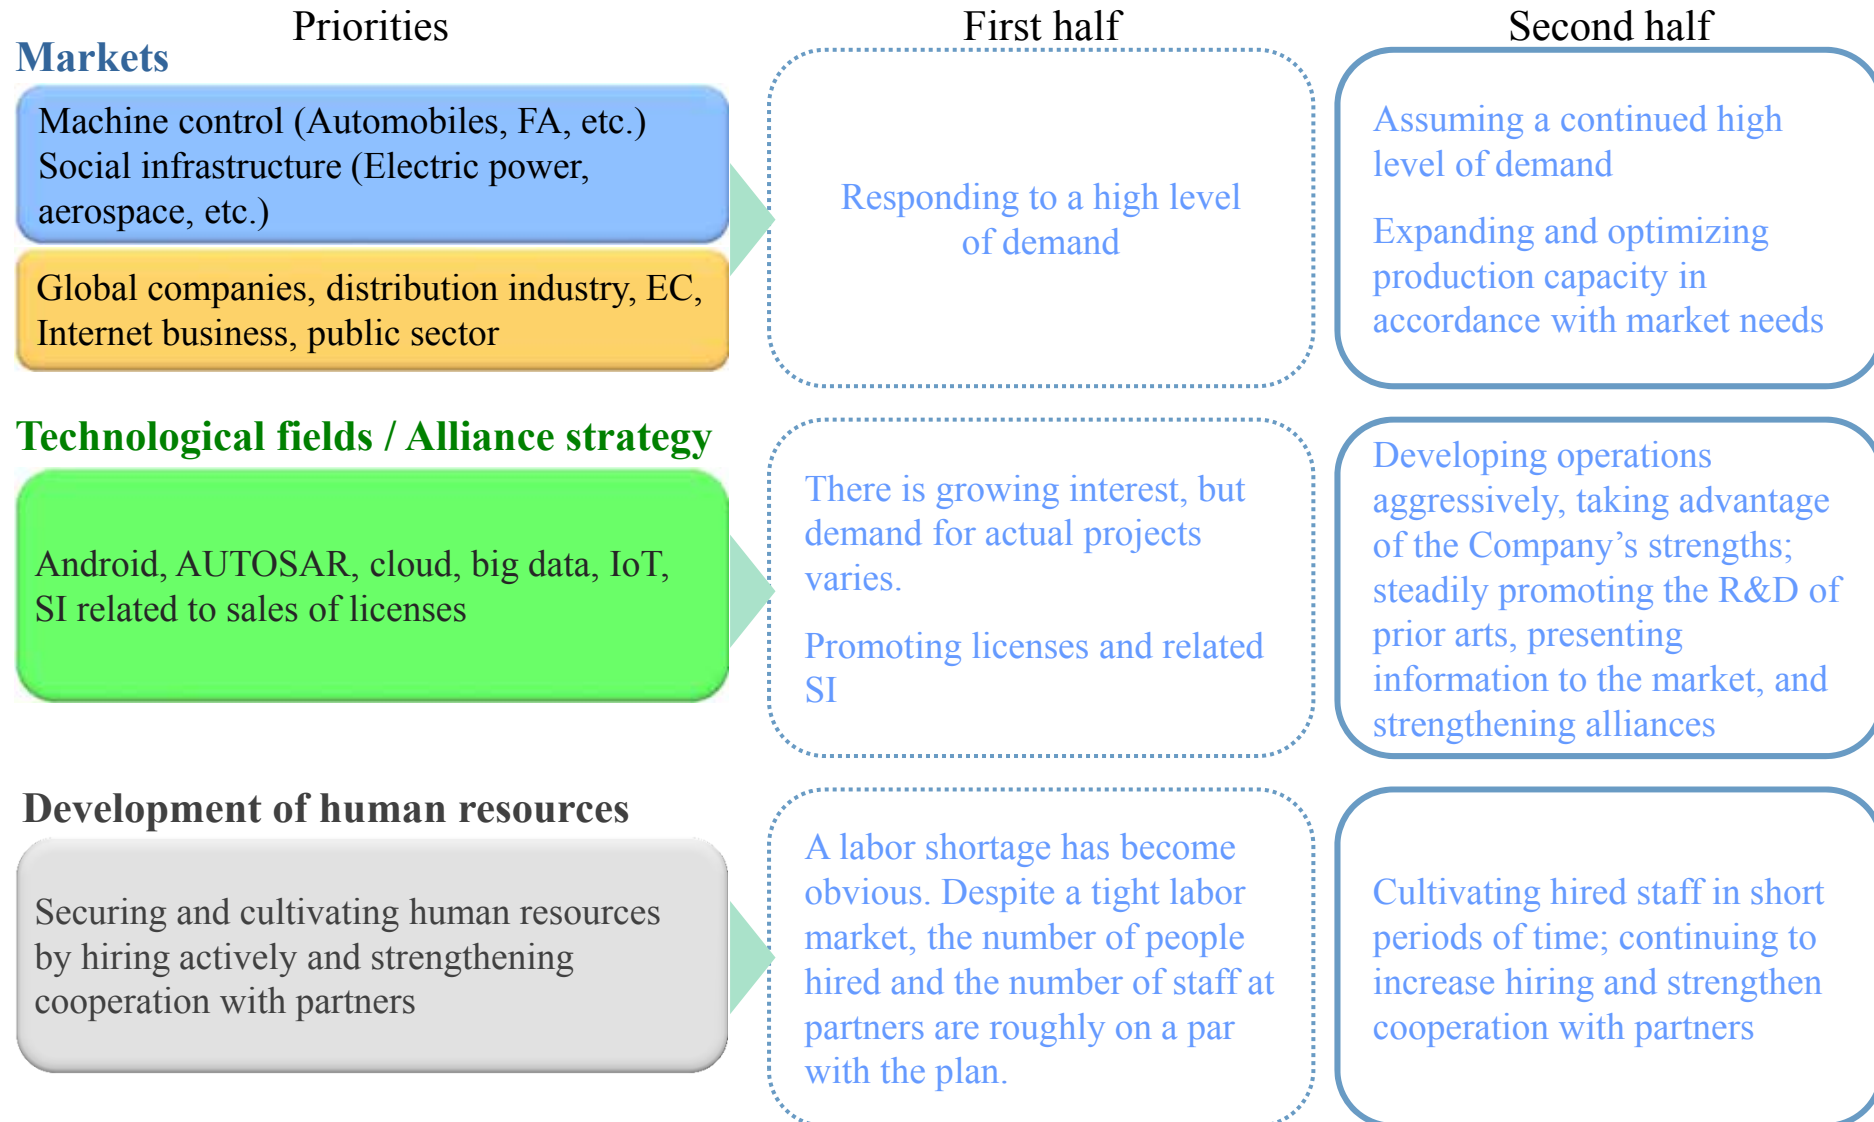 Priorities
First half
Second half
Markets
Machine control (Automobiles, FA, etc.)
Social infrastructure (Electric power,
aerospace, etc.)
Global companies, distribution industry, EC,
Internet business, public sector
Responding to a high level
of demand
Assuming a continued high
level of demand
Expanding and optimizing
production capacity in
accordance with market needs
Technological fields / Alliance strategy
Android, AUTOSAR, cloud, big data, IoT,
SI related to sales of licenses
There is growing interest, but
demand for actual projects
varies.
Promoting licenses and related
SI
Developing operations
aggressively, taking advantage
of the Company’s strengths;
steadily promoting the R&D of
prior arts, presenting
information to the market, and
strengthening alliances
Development of human resources
Securing and cultivating human resources
by hiring actively and strengthening
cooperation with partners
A labor shortage has become
obvious. Despite a tight labor
market, the number of people
hired and the number of staff at
partners are roughly on a par
with the plan.
Cultivating hired staff in short
periods of time; continuing to
increase hiring and strengthen
cooperation with partners